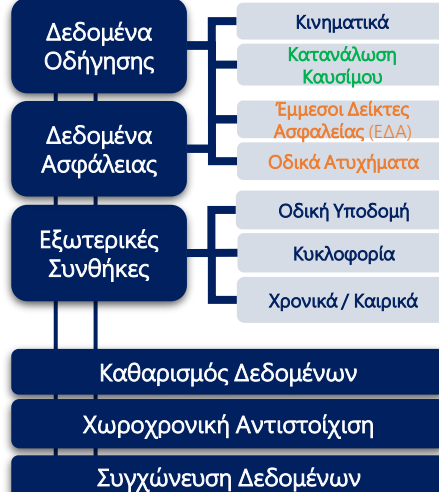 Δεδομένα
Οδήγησης
Κινηματικά
Κατανάλωση
Καυσίμου
Δεδομένα
Ασφάλειας
Έμμεσοι Δείκτες
Ασφαλείας (ΕΔΑ)
Οδικά Ατυχήματα
Εξωτερικές
Συνθήκες
Οδική Υποδομή
Κυκλοφορία
Χρονικά / Καιρικά
Καθαρισμός Δεδομένων
Χωροχρονική Αντιστοίχιση
Συγχώνευση Δεδομένων